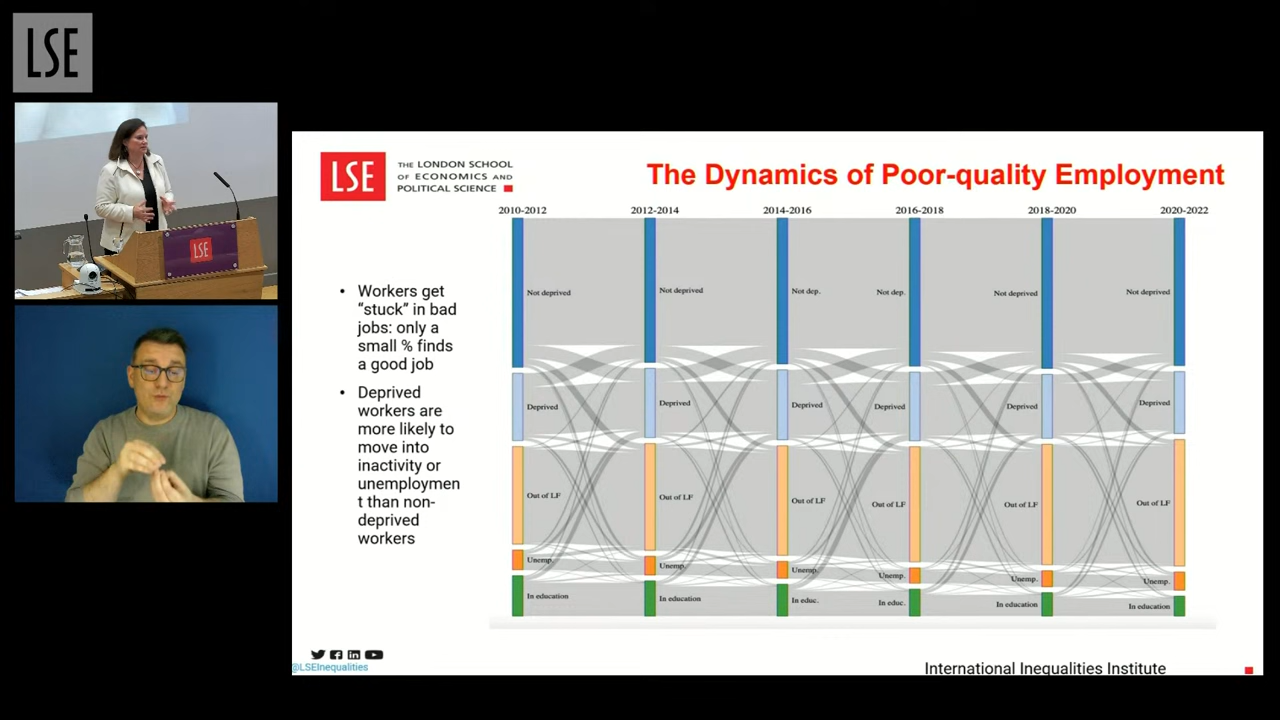 LSE
LSE
LSE
THE LONDON SCHOOL
OF ECONOMICS AND
POLITICAL SCIENCE
The Dynamics of Poor-quality Employment
2010-2012
2012-2014
2014-2016
2016-2018
2018-2020
2020-2022
• Workers get
“stuck” in bad
jobs: only a
small % finds
a good job
• Deprived
workers are
more likely to
move into
inactivity or
unemploymen
t than non-
deprived
workers
Not deprived
Not deprived
Not dep.
Not dep.
Not deprived
Not deprived
Deprived
Deprived
Deprived
Deprived
Deprived
Deprived
Out of LF
Out of LF
Out of LF
Out of LF
Out of LF
Out of LF
Unemp.
Unemp.
Unemp.
Unemp.
Unemp.
Unemp.
In education
In education
In educ.
In educ.
In education
In education
@LSEInequalities
International Inequalities Institute